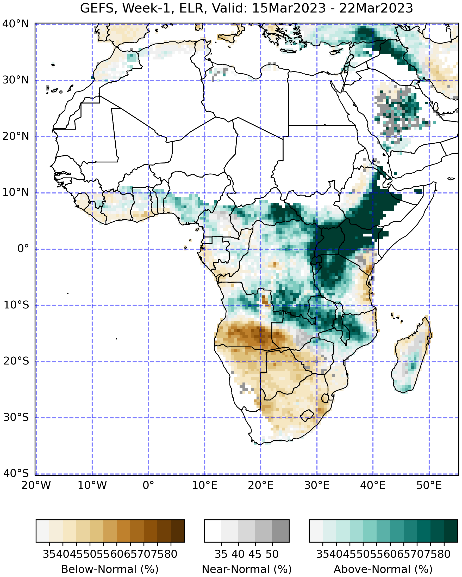 GEFS, Week-1, ELR, Valid: 15Mar2023 - 22Mar2023
40°N
30°N
20°N
10°N
0°
10°S
20°S
30°S
40°S
20°W 10°W 0° 10°E 20°E 30°E 40°E 50°E
35404550556065707580 35 40 45 50 35404550556065707580
Below-Normal (%) Near-Normal (%) Above-Normal (%)